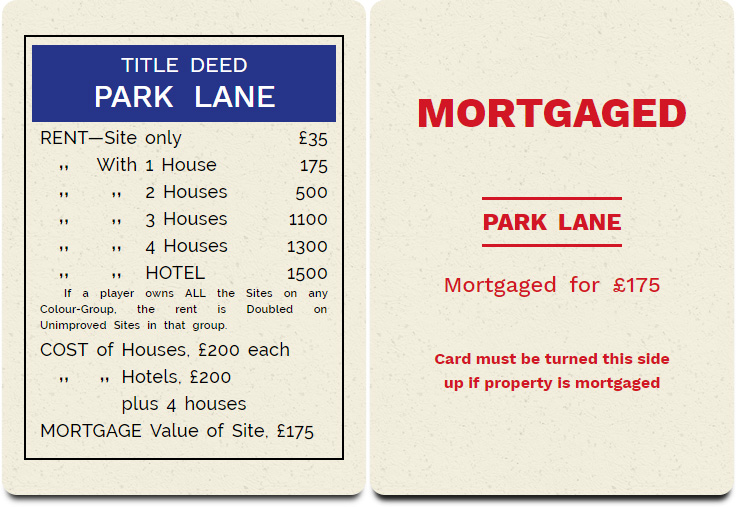 TITLE DEED
PARK LANE
RENT—Site only £35
,, With 1 House 175
,, ,, 2 Houses 500
,, ,, 3 Houses 1100
,, ,, 4 Houses 1300
,, ,, HOTEL 1500
If a player owns ALL the Sites on any
Colour-Group, the rent is Doubled on
Unimproved Sites in that group.
COST of Houses, £200 each
,, ,, Hotels, £200
plus 4 houses
MORTGAGE Value of Site, £175
MORTGAGED
PARK LANE
Mortgaged for £175
Card must be turned this side
up if property is mortgaged